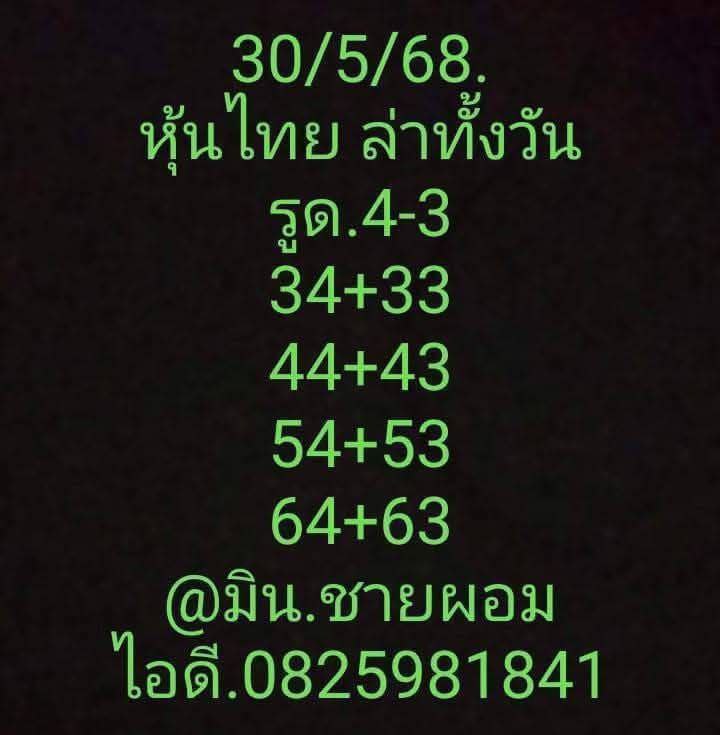 30/5/68.
หุ้นไทย ล่าทั้งวัน
รูด.4-3
34+33
44+43
54+53
64+63
@มิน.ชายผอม
ไอดี.0825981841